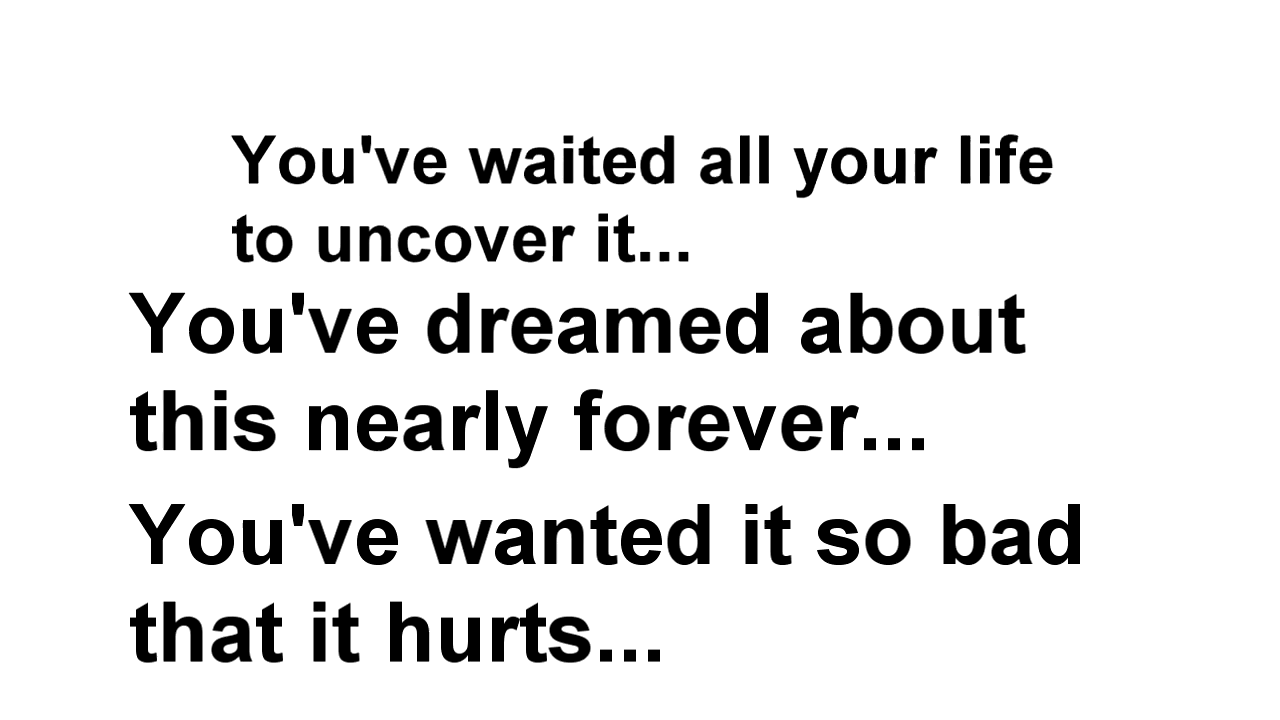 You've waited all your life
to uncover it...
You've dreamed about
this nearly forever...
You've wanted it so bad
that it hurts...